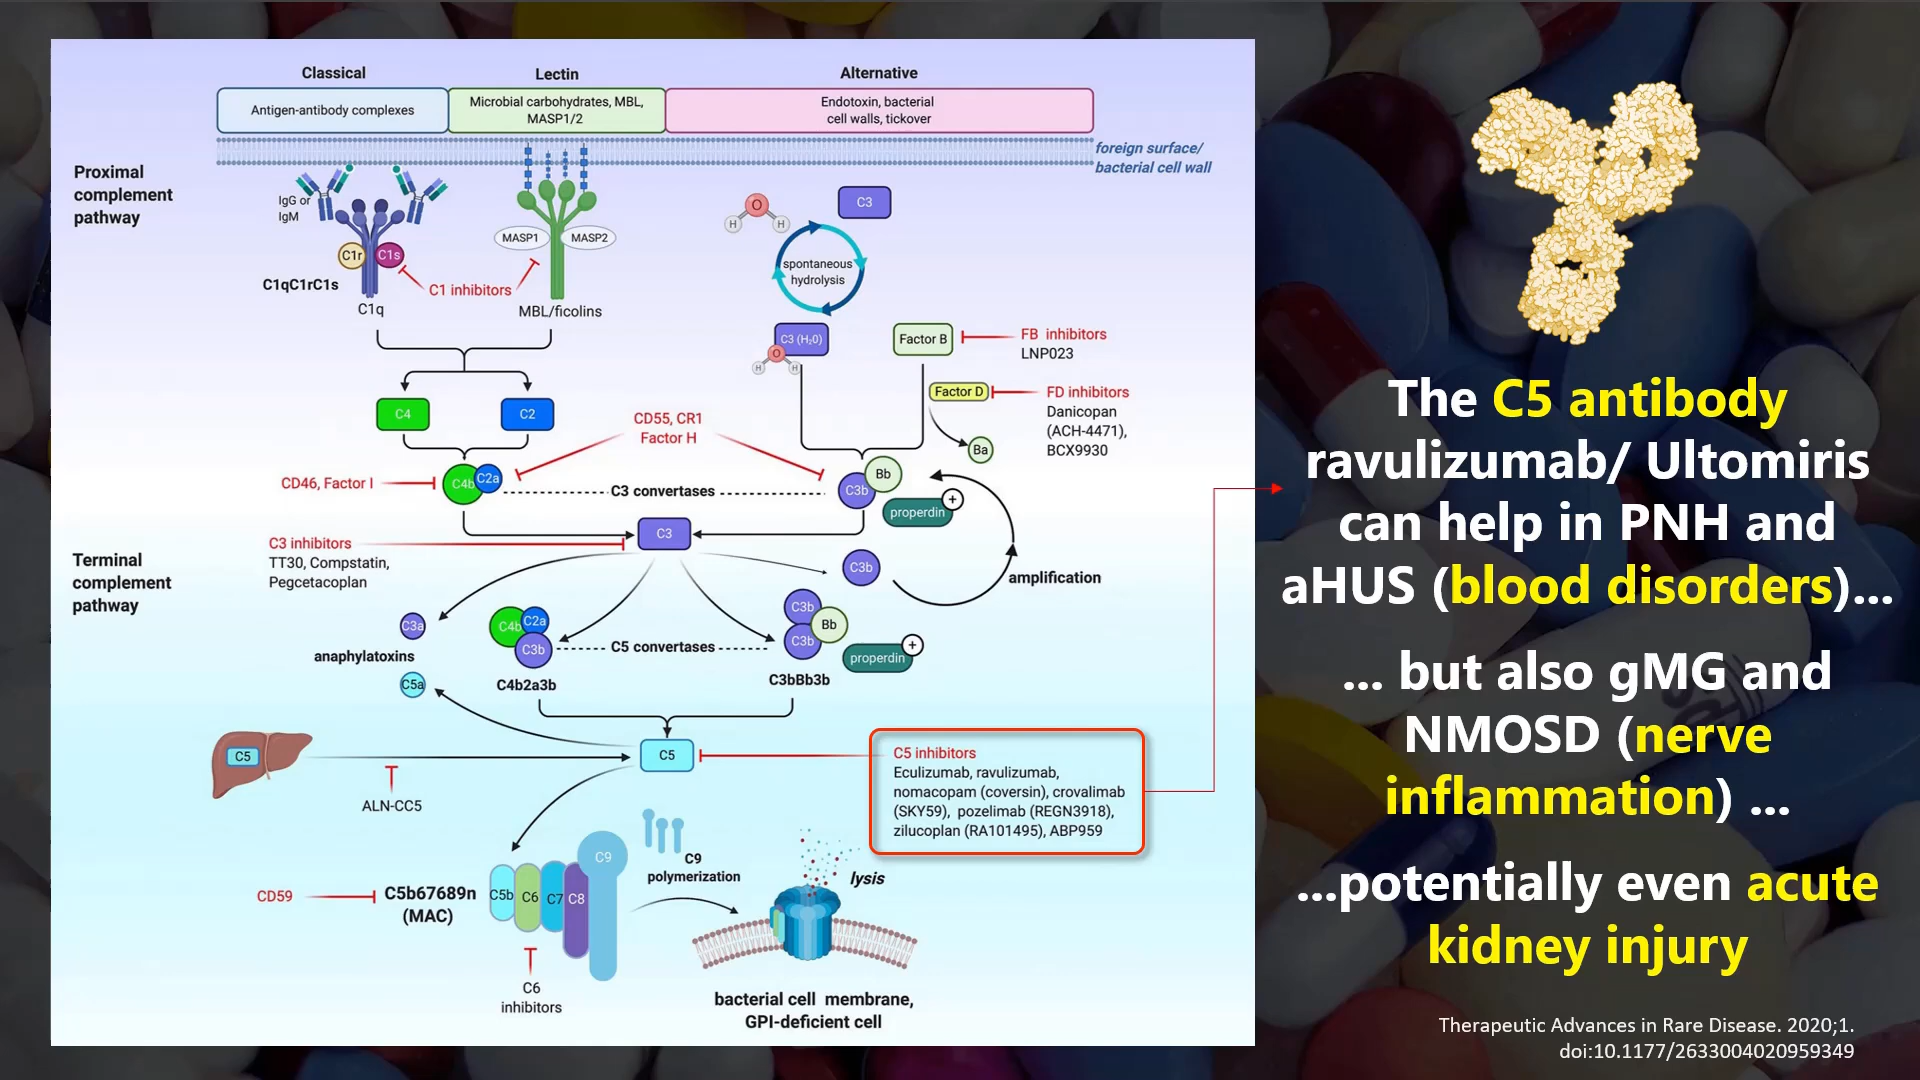 Classical
Lectin
Alternative
Antigen-antibody complexes
Microbial carbohydrates, MBL,
MASP1/2
Endotoxin, bacterial
cell walls, tickover
foreign surface/
bacterial cell wall
Proximal
complement
pathway
IgG or
IgM
C1r
C1s
C1qC1rC1s
C1q
C1 inhibitors
MASP1
MASP2
MBL/ficolins
O
H
H
C3
spontaneous
hydrolysis
C3 (H₂0)
O
H
H
Factor B
FB inhibitors
LNP023
Factor D
FD inhibitors
Danicopan
(ACH-4471),
BCX9930
Ba
C4
C2
CD55, CR1
Factor H
CD46, Factor I
C4b
C2a
C3 convertases
C3b
Bb
properdin
+
C3
C3 inhibitors
TT30, Compstatin,
Pegcetacoplan
Terminal
complement
pathway
C3b
amplification
C3a
anaphylatoxins
C5a
C4b
C2a
C3b
C4b2a3b
C5 convertases
C3b
Bb
C3b
C3bBb3b
properdin
+
C5
ALN-CC5
C5
C5 inhibitors
Eculizumab, ravulizumab,
nomacopam (coversin), crovalimab
(SKY59), pozelimab (REGN3918),
zilucoplan (RA101495), ABP959
CD59
C5b67689n
(MAC)
C5b
C6
C7
C8
C9
C9
polymerization
lysis
C6
inhibitors
bacterial cell membrane,
GPI-deficient cell
The C5 antibody
ravulizumab/ Ultomiris
can help in PNH and
aHUS (blood disorders)...
... but also gMG and
NMOSD (nerve
inflammation) ...
...potentially even acute
kidney injury
Therapeutic Advances in Rare Disease. 2020;1.
doi:10.1177/2633004020959349